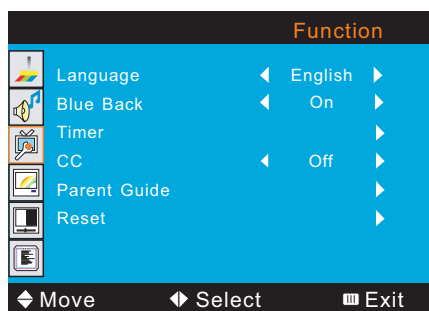 Function
Language English
Blue Back On
Timer
CC Off
Parent Guide
Reset
Move Select Exit